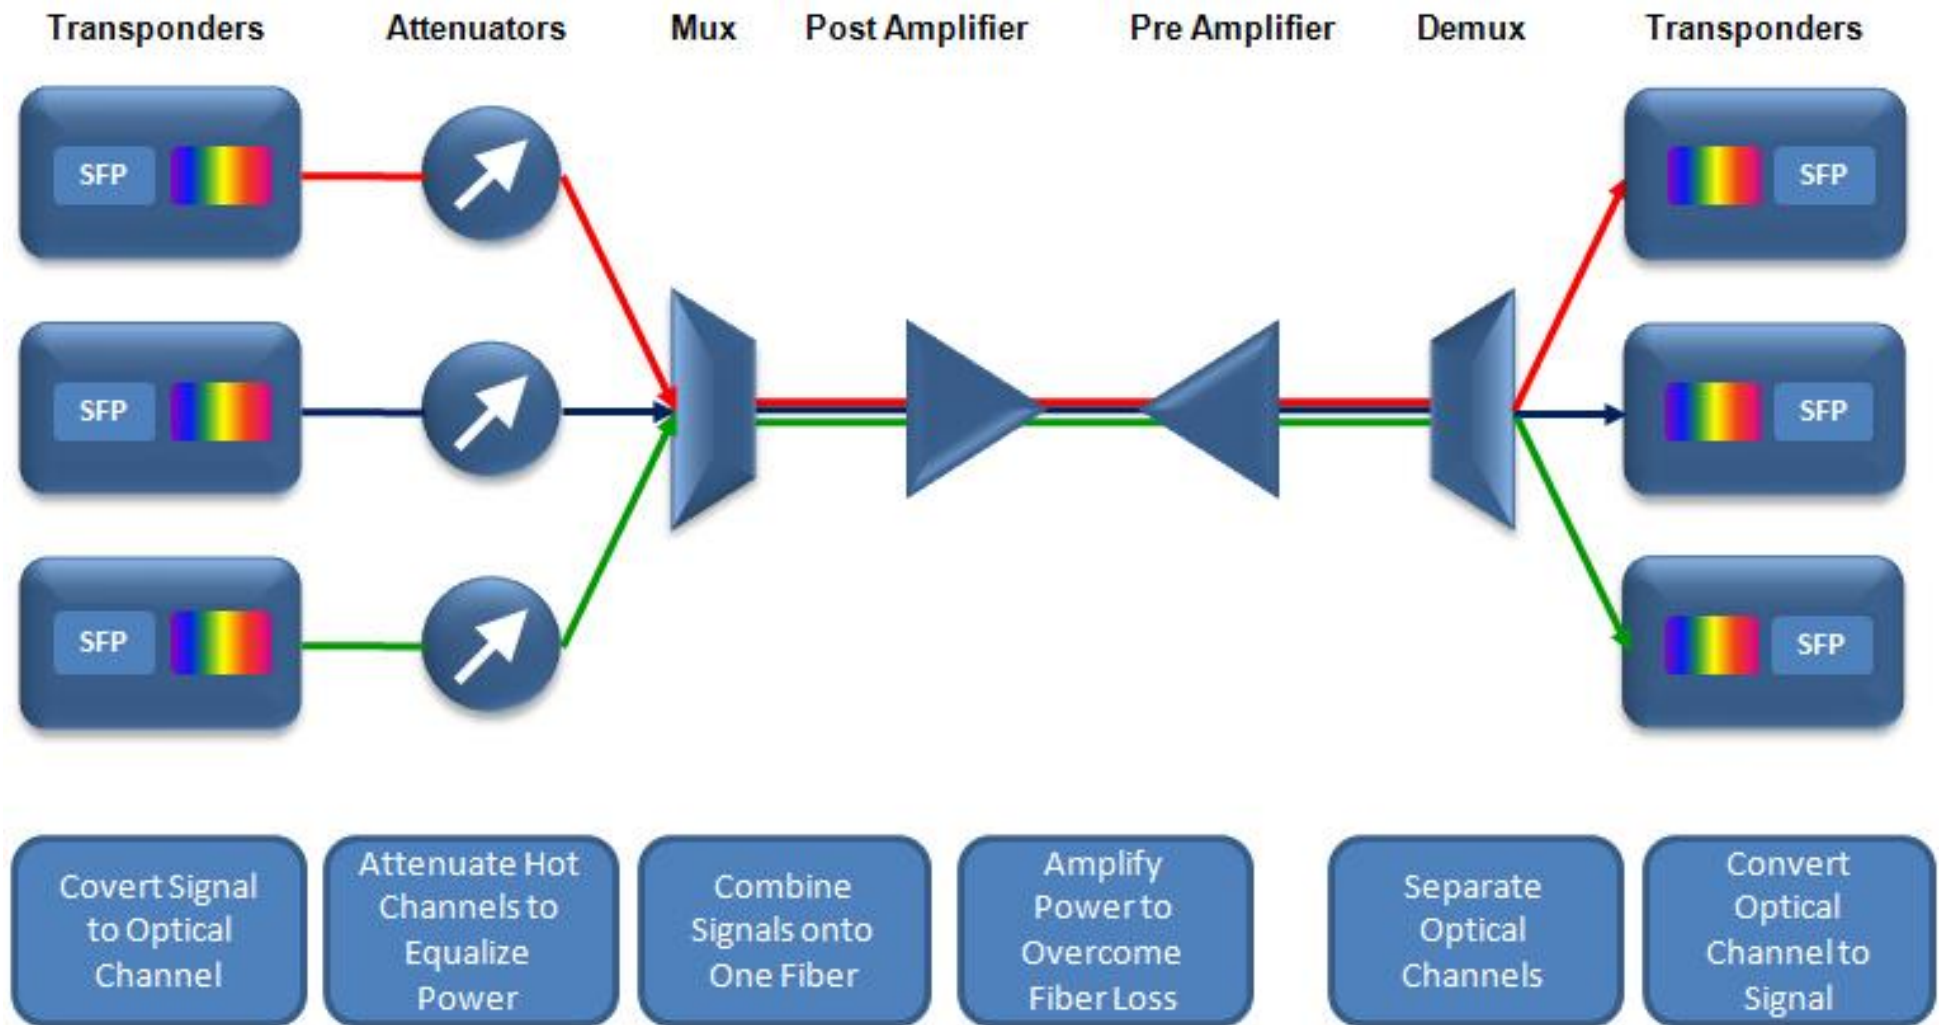 Transponders Attenuators Mux Post Amplifier Pre Amplifier Demux Transponders
SFP SFP
SFP SFP
SFP SFP
Covert Signal
to Optical
Channel
Attenuate Hot
Channels to
Equalize
Power
Combine
Signals onto
One Fiber
Amplify
Power to
Overcome
Fiber Loss
Separate
Optical
Channels
Convert
Optical
Channel to
Signal